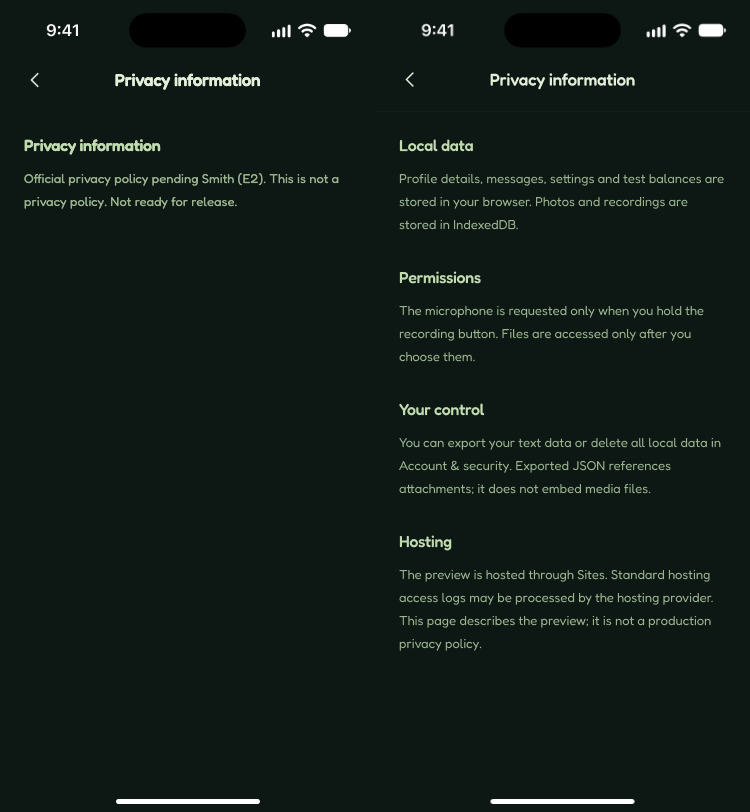 9:41
Privacy information
Privacy information
Official privacy policy pending Smith (E2). This is not a
privacy policy. Not ready for release.
9:41
Privacy information
Local data
Profile details, messages, settings and test balances are
stored in your browser. Photos and recordings are
stored in IndexedDB.
Permissions
The microphone is requested only when you hold the
recording button. Files are accessed only after you
choose them.
Your control
You can export your text data or delete all local data in
Account & security. Exported JSON references
attachments; it does not embed media files.
Hosting
The preview is hosted through Sites. Standard hosting
access logs may be processed by the hosting provider.
This page describes the preview; it is not a production
privacy policy.